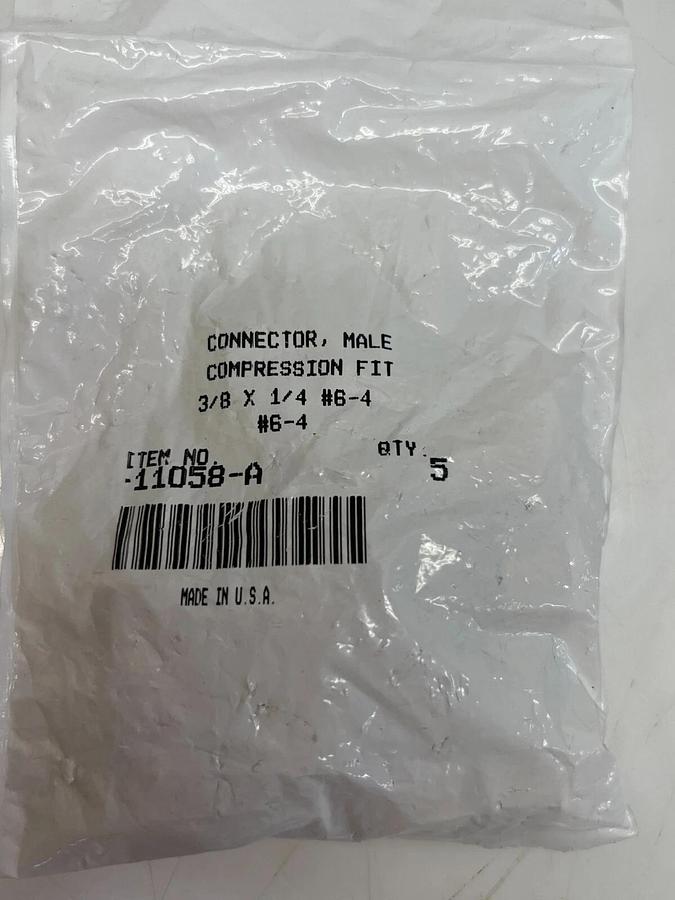 CONNECTOR, MALE
COMPRESSION FIT
3/8 X 1/4 #6-4
#6-4
ITEM NO. QTY.
-11058-A 5
MADE IN U.S.A.